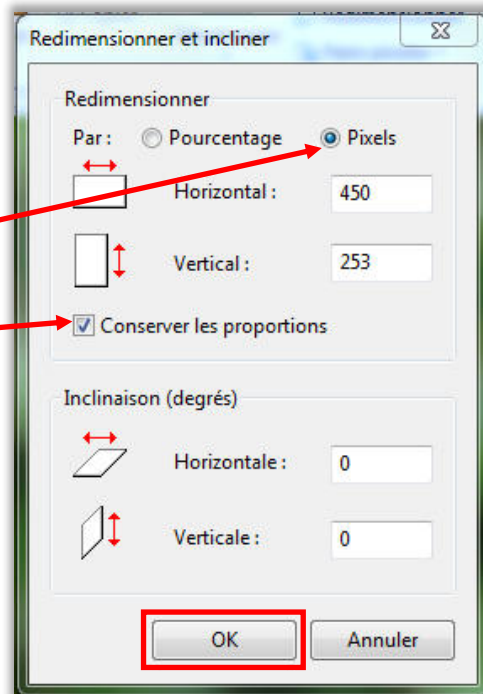 Redimensionner et incliner
Redimensionner
Par : Pourcentage Pixels
Horizontal : 450
Vertical : 253
Conserver les proportions
Inclinaison (degrés)
Horizontale : 0
Verticale : 0
OK Annuler